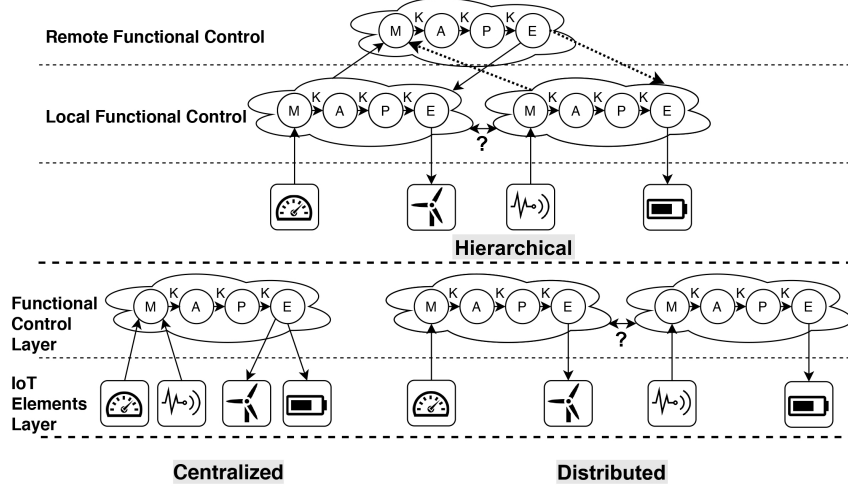 Remote Functional Control
K K K
M A P E
Local Functional Control
K K K
M A P E
K K K
M A P E
?
Hierarchical
Functional
Control
Layer
K K K
M A P E
K K K
M A P E
K K K
M A P E
?
IoT
Elements
Layer
Centralized
Distributed